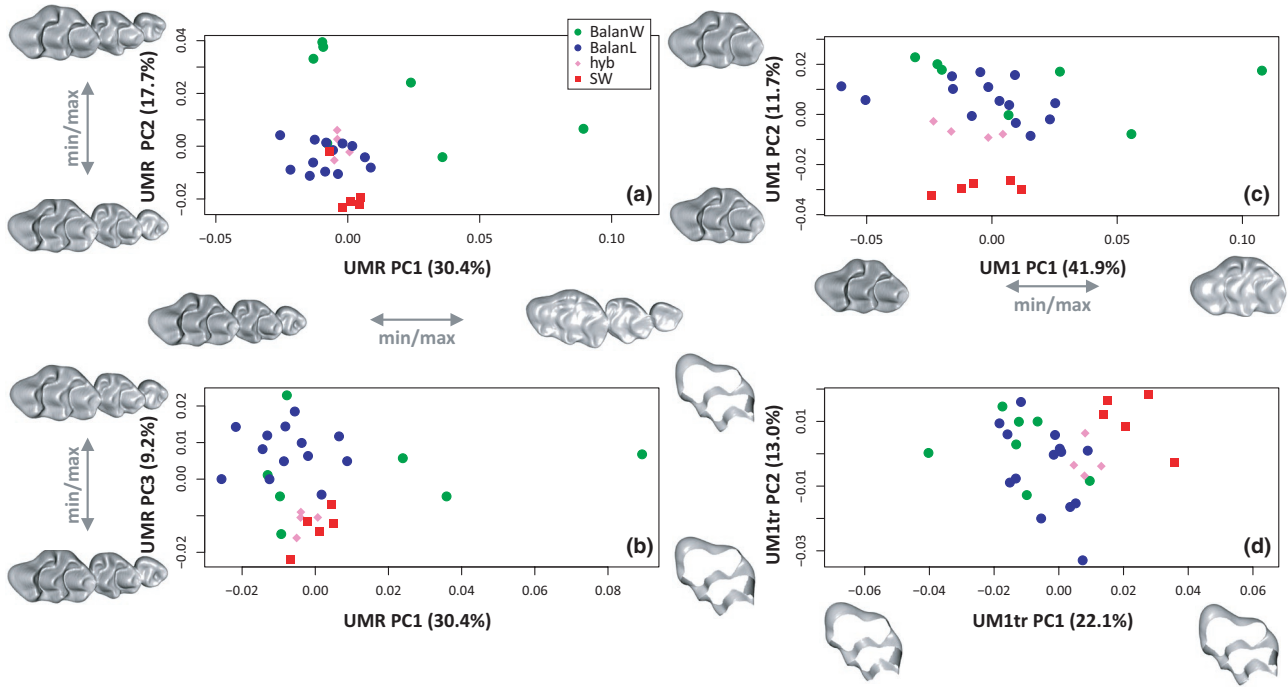 BalanW
BalanL
hyb
SW
UMR PC2 (17.7%)
min/max
−0.02 0.00 0.02 0.04
(a)
−0.05 0.00 0.05 0.10
UMR PC1 (30.4%)
min/max
UM1 PC2 (11.7%)
−0.04 −0.02 0.00 0.02
(c)
−0.05 0.00 0.05 0.10
UM1 PC1 (41.9%)
min/max
UMR PC3 (9.2%)
min/max
−0.02 0.00 0.01 0.02
(b)
−0.02 0.00 0.02 0.04 0.06 0.08
UMR PC1 (30.4%)
UM1tr PC2 (13.0%)
−0.03 −0.01 0.01
(d)
−0.06 −0.04 −0.02 0.00 0.02 0.04 0.06
UM1tr PC1 (22.1%)